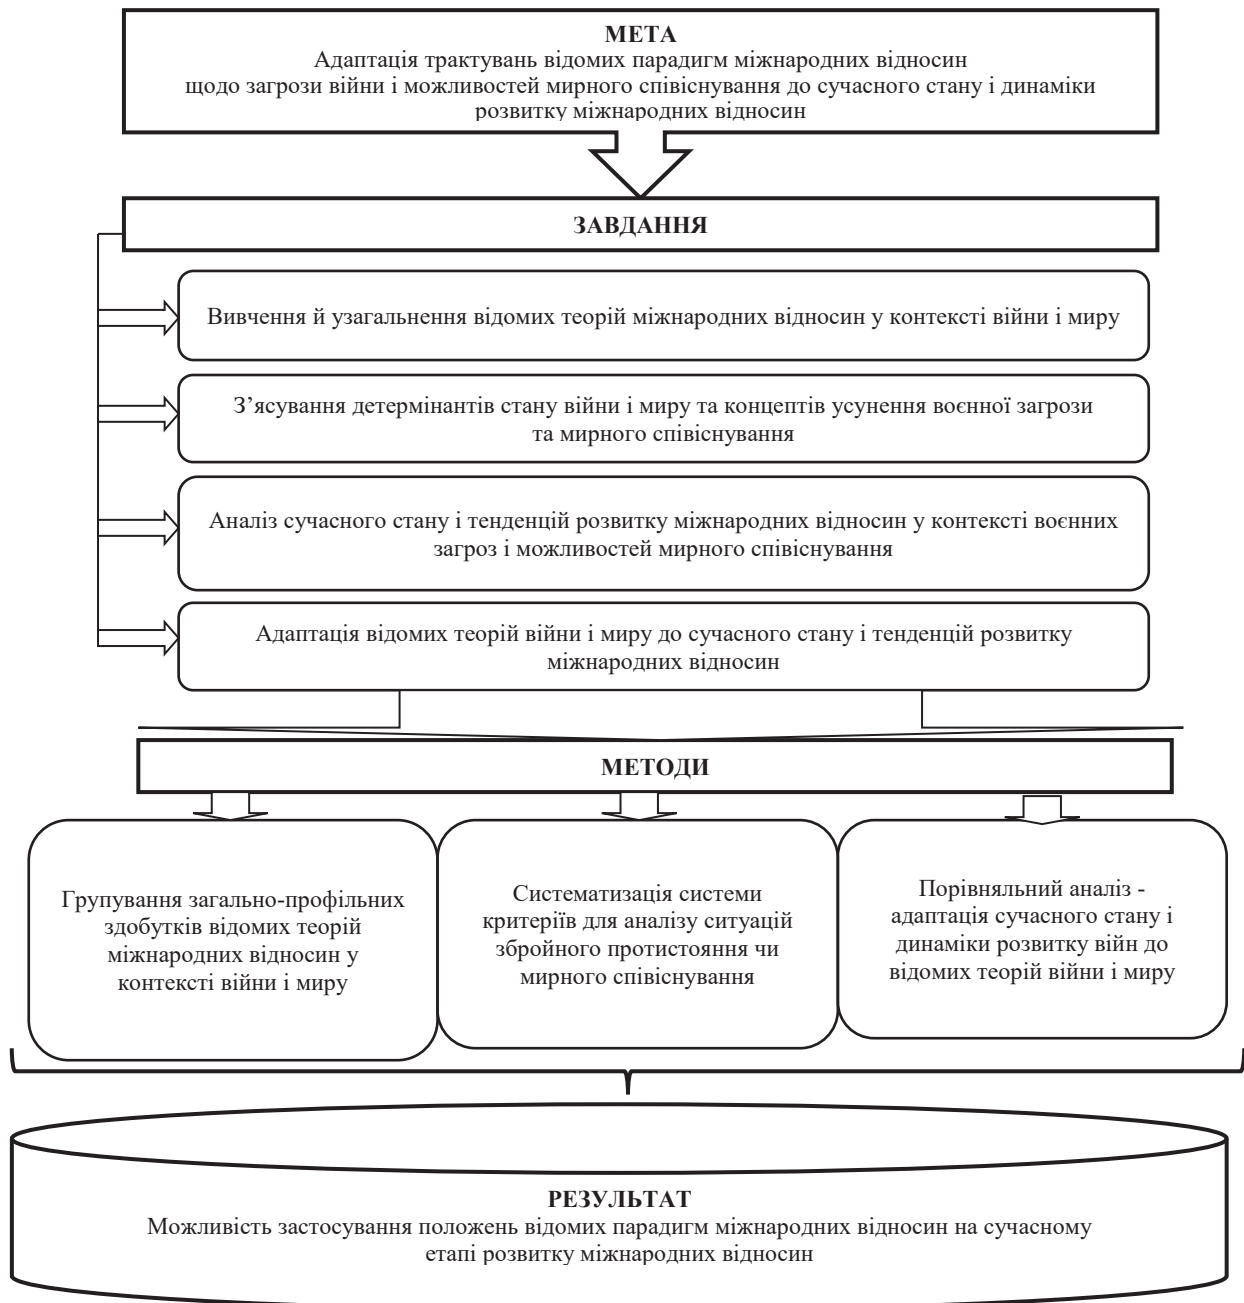 МЕТА
Адаптація трактувань відомих парадигм міжнародних відносин
щодо загрози війни і можливостей мирного співіснування до сучасного стану і динаміки
розвитку міжнародних відносин
ЗАВДАННЯ
Вивчення й узагальнення відомих теорій міжнародних відносин у контексті війни і миру
З’ясування детермінантів стану війни і миру та концептів усунення воєнної загрози
та мирного співіснування
Аналіз сучасного стану і тенденцій розвитку міжнародних відносин у контексті воєнних
загроз і можливостей мирного співіснування
Адаптація відомих теорій війни і миру до сучасного стану і тенденцій розвитку
міжнародних відносин
МЕТОДИ
Групування загально-профільних
здобутків відомих теорій
міжнародних відносин у
контексті війни і миру
Систематизація системи
критеріїв для аналізу ситуацій
збройного протистояння чи
мирного співіснування
Порівняльний аналіз -
адаптація сучасного стану і
динаміки розвитку війн до
відомих теорій війни і миру
РЕЗУЛЬТАТ
Можливість застосування положень відомих парадигм міжнародних відносин на сучасному
етапі розвитку міжнародних відносин